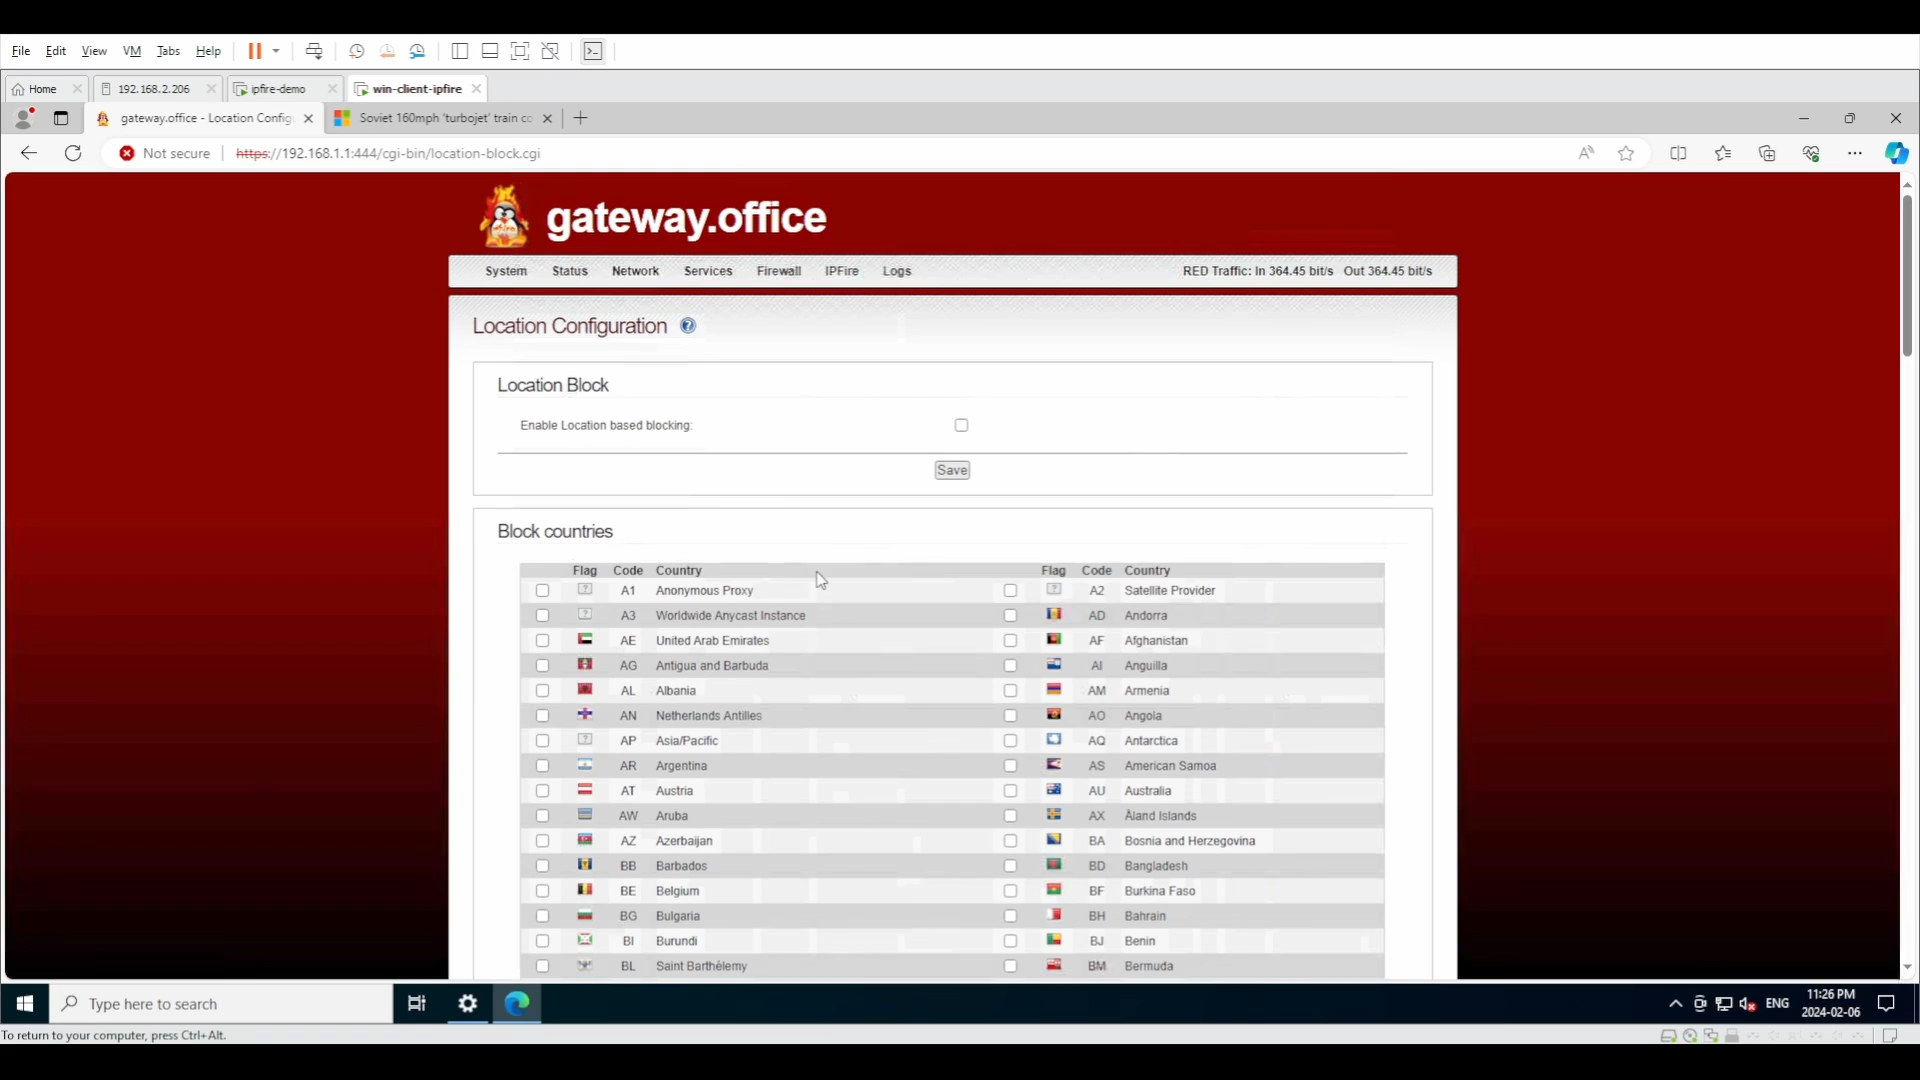 File Edit View VM Tabs Help
Home 192.168.2.206 ipfire-demo win-client-ipfire
gateway.office - Location Config Soviet 160mph 'turbojet' train co
Not secure https://192.168.1.1:444/cgi-bin/location-block.cgi
gateway.office
System Status Network Services Firewall IPFire Logs RED Traffic: In 364.45 bit/s Out 364.45 bit/s
Location Configuration
Location Block
Enable Location based blocking:
Save
Block countries
Flag Code Country Flag Code Country
A1 Anonymous Proxy A2 Satellite Provider
A3 Worldwide Anycast Instance AD Andorra
AE United Arab Emirates AF Afghanistan
AG Antigua and Barbuda AI Anguilla
AL Albania AM Armenia
AN Netherlands Antilles AO Angola
AP Asia/Pacific AQ Antarctica
AR Argentina AS American Samoa
AT Austria AU Australia
AW Aruba AX Åland Islands
AZ Azerbaijan BA Bosnia and Herzegovina
BB Barbados BD Bangladesh
BE Belgium BF Burkina Faso
BG Bulgaria BH Bahrain
BI Burundi BJ Benin
BL Saint Barthélemy BM Bermuda
Type here to search ENG 11:26 PM
2024-02-06
To return to your computer, press Ctrl+Alt.